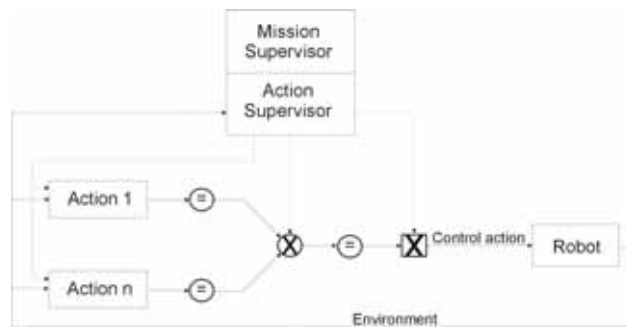 Mission
Supervisor
Action
Supervisor
Action 1
=
X
=
X
Control action
Robot
Action n
=
Environment